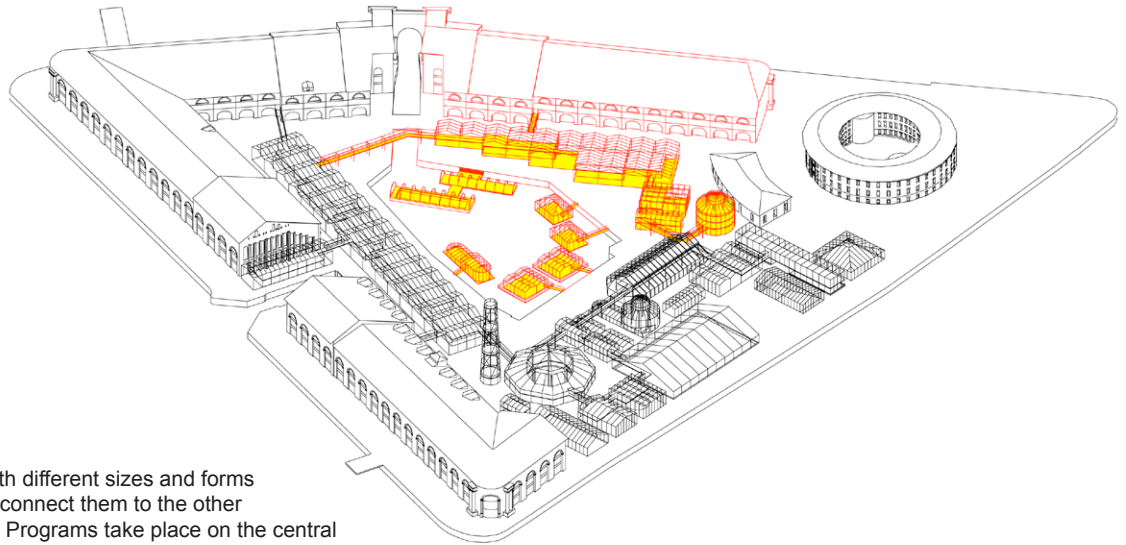 th different sizes and forms
connect them to the other
Programs take place on the central